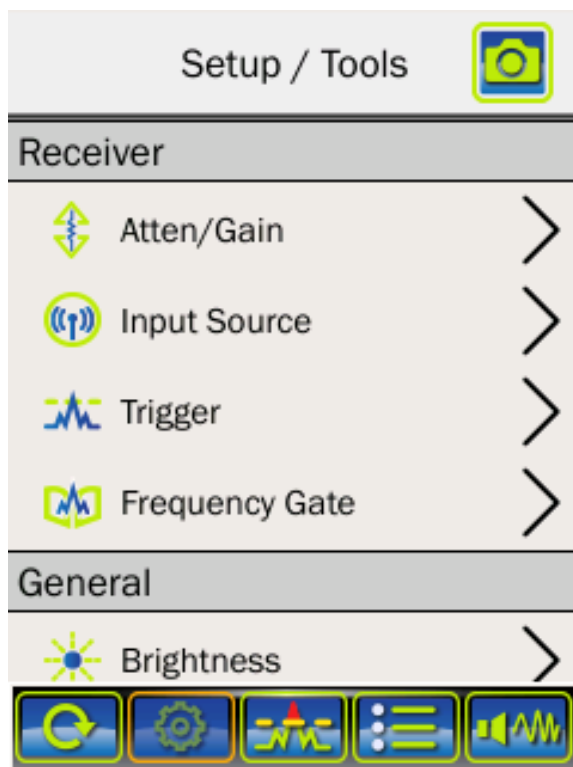 Setup / Tools
Receiver
Atten/Gain
Input Source
Trigger
Frequency Gate
General
Brightness